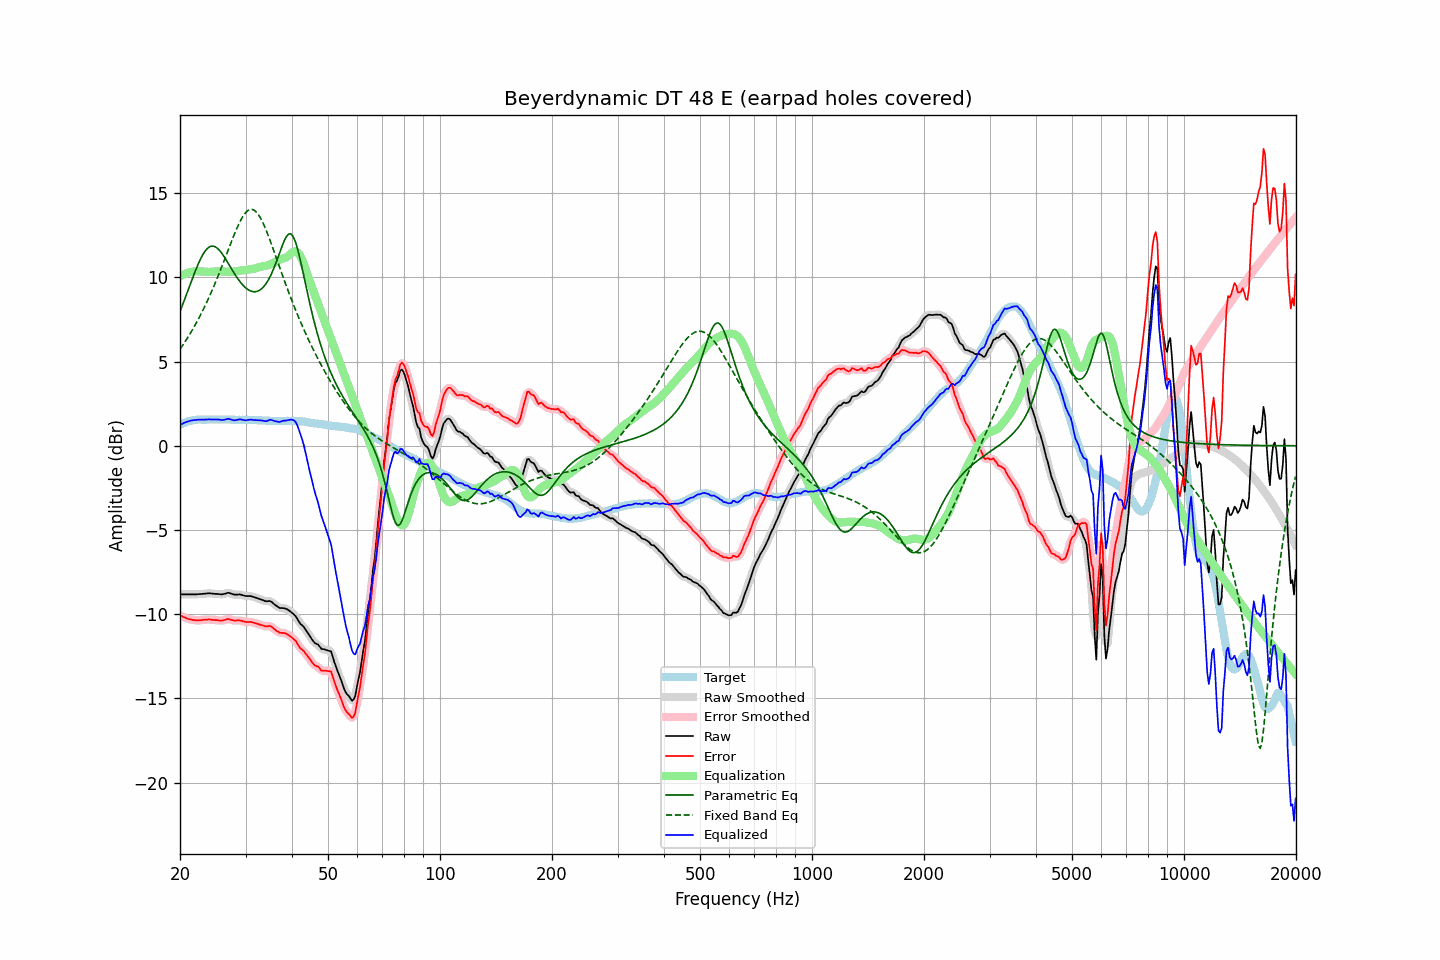 Beyerdynamic DT 48 E (earpad holes covered)
Amplitude (dBr)
15
10
5
0
−5
−10
−15
−20
Target
Raw Smoothed
Error Smoothed
Raw
Error
Equalization
Parametric Eq
Fixed Band Eq
Equalized
20 50 100 200 500 1000 2000 5000 10000 20000
Frequency (Hz)